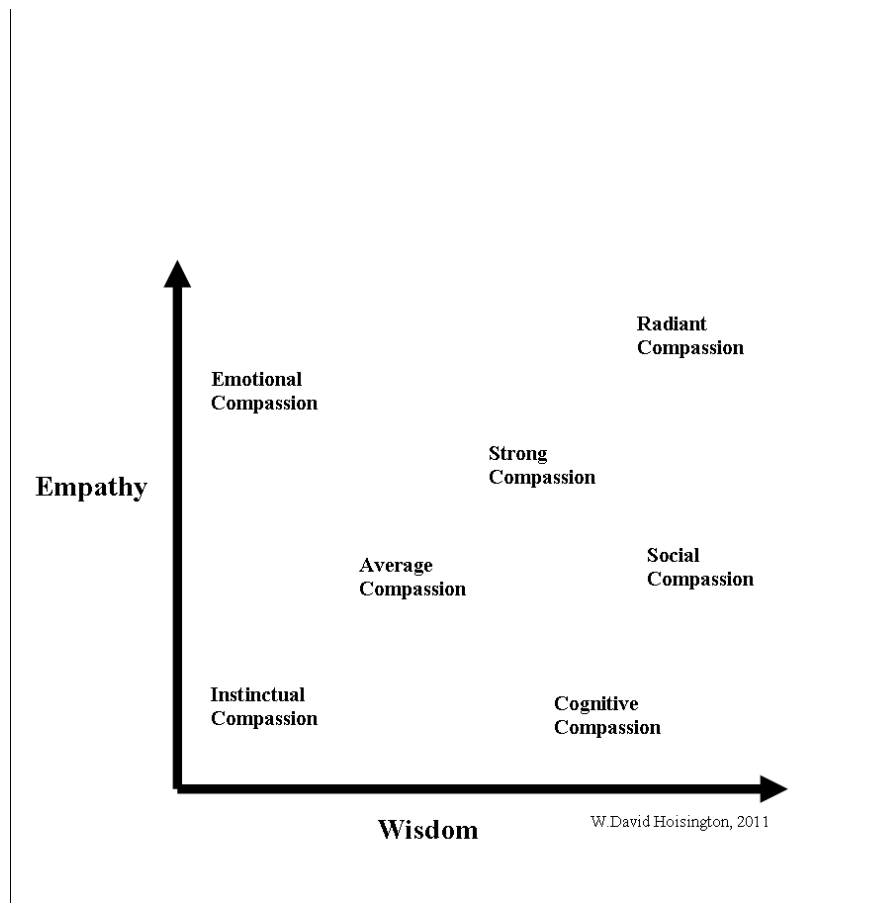 Radiant
Compassion
Emotional
Compassion
Strong
Compassion
Empathy
Social
Compassion
Average
Compassion
Instinctual
Compassion
Cognitive
Compassion
Wisdom
W.David Hoisington, 2011